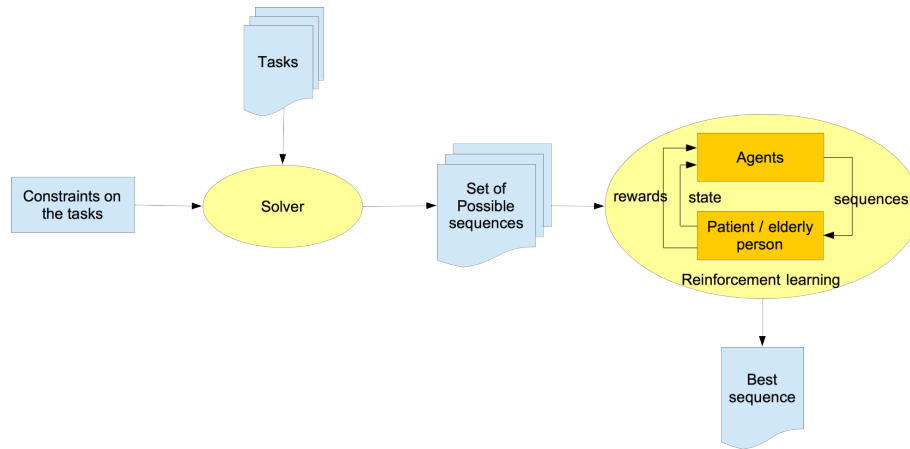 Tasks
Constraints on
the tasks
Solver
Set of
Possible
sequences
Agents
rewards
state
sequences
Patient / elderly
person
Reinforcement learning
Best
sequence